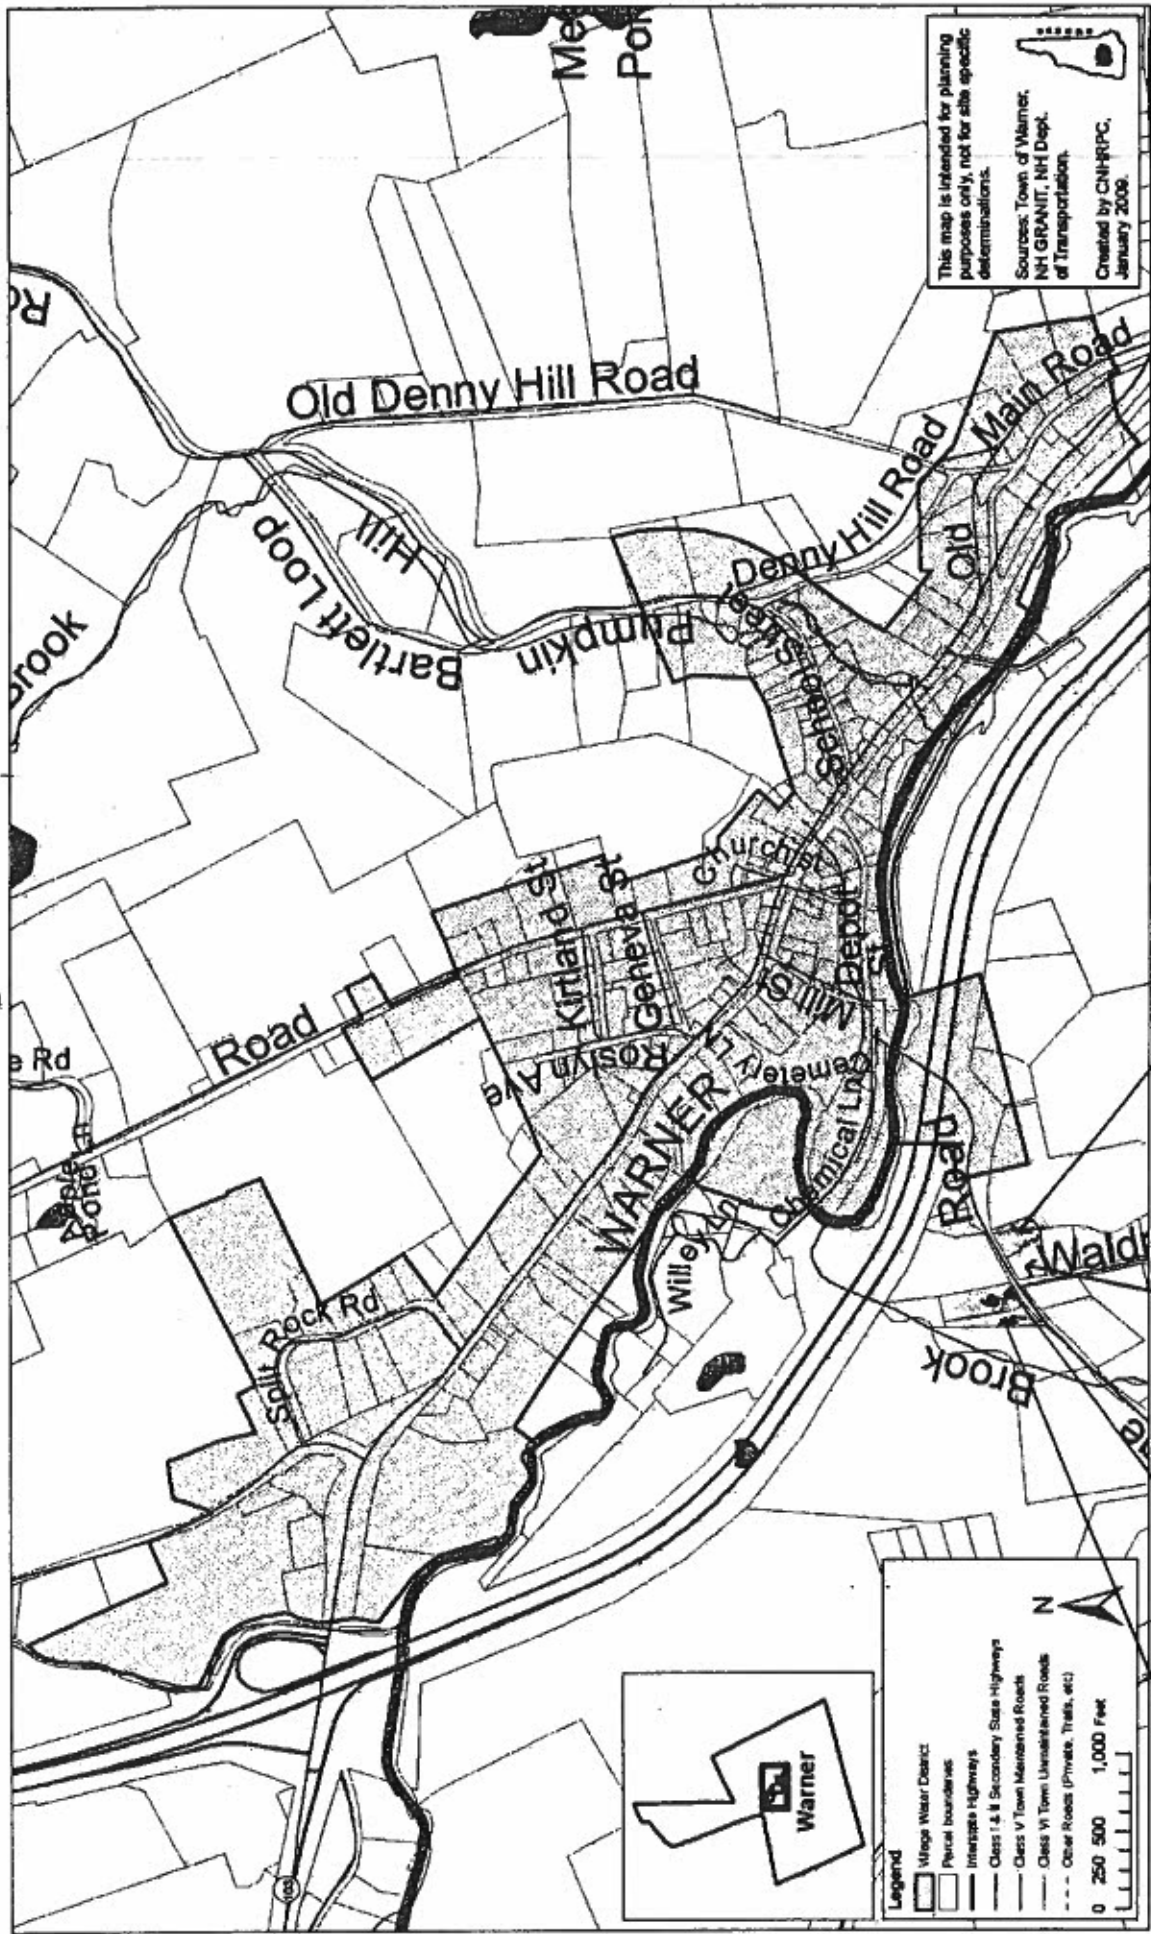 Mea
Pon
This map is intended for planning
purposes only, not for site specific
determinations.
Sources: Town of Warner,
NH GRANIT, NH Dept.
of Transportation.
Created by CNHRPC,
January 2009.
Old Denny Hill Road
Hill
Bartlett Loop
Pumpkin
Brook
Denny Hill Road
Old
Main Road
School Street
Church St
Kirtland St
Geneva St
Roslyn Ave
Road
e Rd
Mill St
Depot
St
Cemetery Ln
Chemical Ln
WARNER
Willey Ln
Split Rock Rd
Road
Brook
103
Warner
Legend
Village Water District
Parcel boundaries
Interstate Highways
Class I & II Secondary State Highways
Class V Town Maintained Roads
Class VI Town Unmaintained Roads
Other Roads (Private, Trails, etc)
N
0 250 500 1,000 Feet